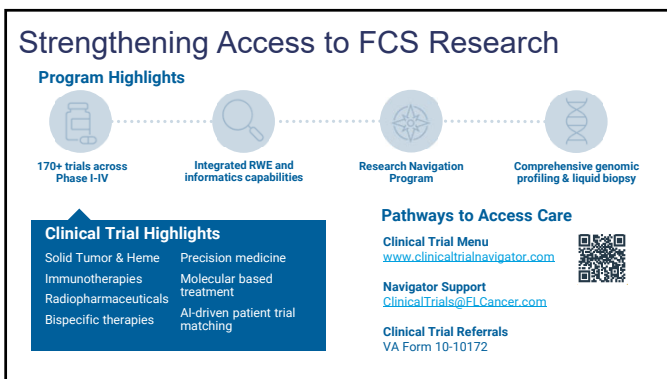 Strengthening Access to FCS Research
Program Highlights
170+ trials across
Phase I-IV
Integrated RWE and
informatics capabilities
Research Navigation
Program
Comprehensive genomic
profiling & liquid biopsy
Clinical Trial Highlights
Solid Tumor & Heme
Immunotherapies
Radiopharmaceuticals
Bispecific therapies
Precision medicine
Molecular based
treatment
AI-driven patient trial
matching
Pathways to Access Care
Clinical Trial Menu
www.clinicaltrialnavigator.com
Navigator Support
ClinicalTrials@FLCancer.com
Clinical Trial Referrals
VA Form 10-10172